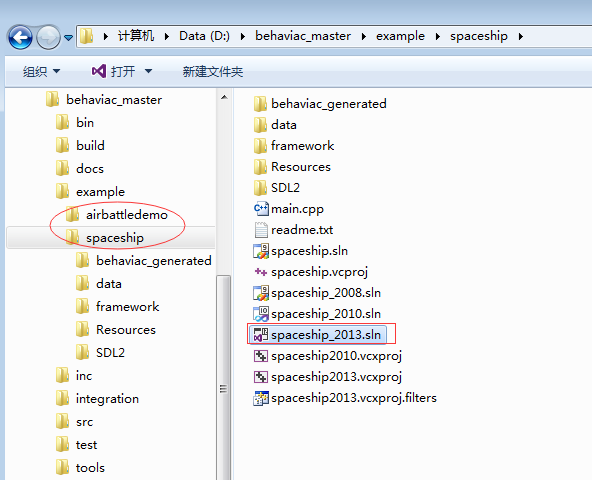 计算机 Data (D:) behaviac_master example spaceship
组织 打开 新建文件夹
behaviac_master
bin
build
docs
example
airbattledemo
spaceship
behaviac_generated
data
framework
Resources
SDL2
inc
integration
src
test
tools
behaviac_generated
data
framework
Resources
SDL2
main.cpp
readme.txt
spaceship.sln
spaceship.vcproj
spaceship_2008.sln
spaceship_2010.sln
spaceship_2013.sln
spaceship2010.vcxproj
spaceship2013.vcxproj
spaceship2013.vcxproj.filters